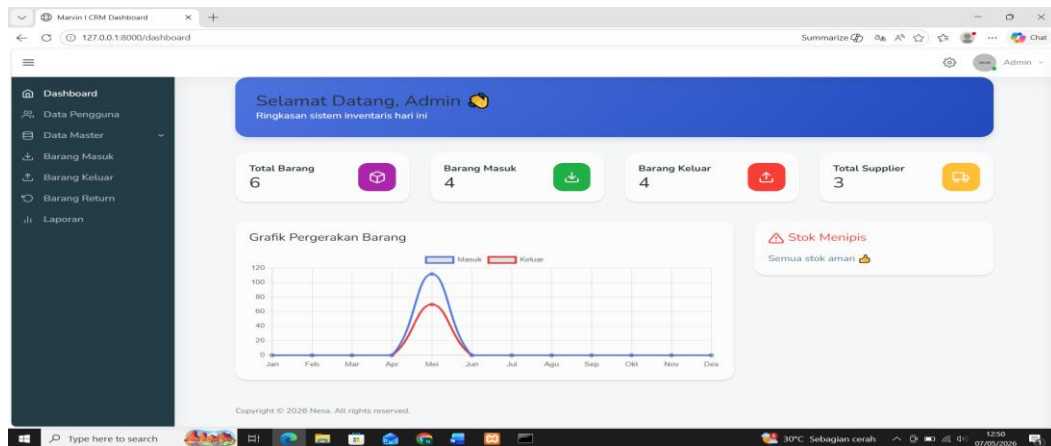 Marvin I CRM Dashboard
127.0.0.1:8000/dashboard
Summarize
Chat
Admin
Dashboard
Data Pengguna
Data Master
Barang Masuk
Barang Keluar
Barang Return
Laporan
Selamat Datang, Admin
Ringkasan sistem inventaris hari ini
Total Barang
6
Barang Masuk
4
Barang Keluar
4
Total Supplier
3
Grafik Pergerakan Barang
Masuk Keluar
120
100
80
60
40
20
0
Jan Feb Mar Apr Mei Jun Jul Agu Sep Okt Nov Des
Stok Menipis
Semua stok aman
Copyright © 2026 Nesa. All rights reserved.
Type here to search
30°C Sebagian cerah
12:50
07/05/2026